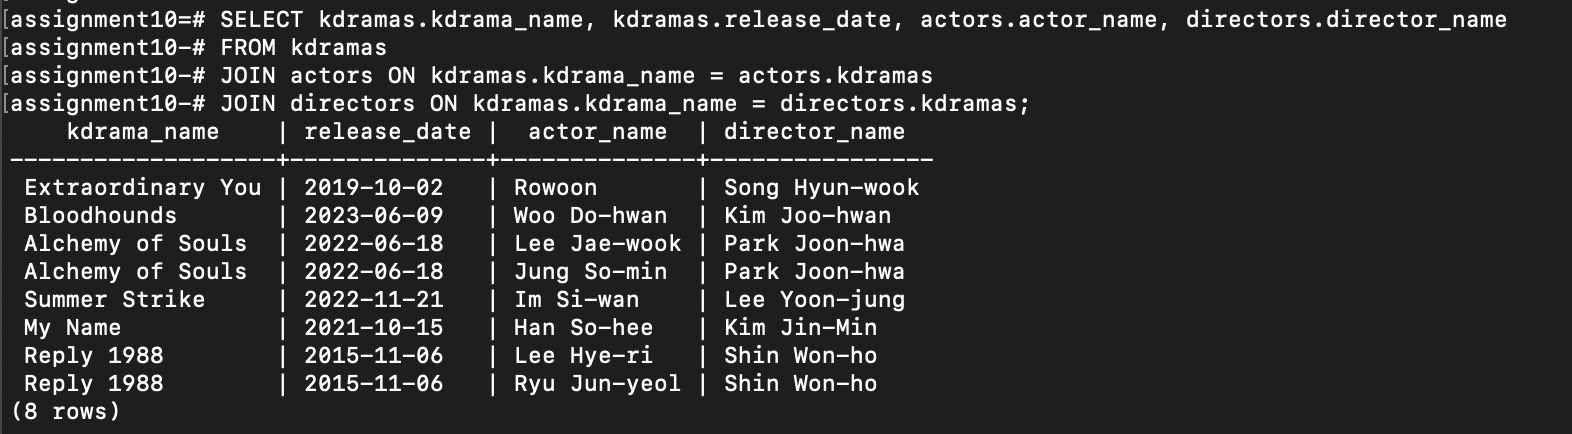 [assignment10=# SELECT kdramas.kdrama_name, kdramas.release_date, actors.actor_name, directors.director_name
[assignment10-# FROM kdramas
[assignment10-# JOIN actors ON kdramas.kdrama_name = actors.kdramas
[assignment10-# JOIN directors ON kdramas.kdrama_name = directors.kdramas;
    kdrama_name    | release_date |  actor_name  | director_name
-------------------+--------------+--------------+----------------
 Extraordinary You | 2019-10-02   | Rowoon       | Song Hyun-wook
 Bloodhounds       | 2023-06-09   | Woo Do-hwan  | Kim Joo-hwan
 Alchemy of Souls  | 2022-06-18   | Lee Jae-wook | Park Joon-hwa
 Alchemy of Souls  | 2022-06-18   | Jung So-min  | Park Joon-hwa
 Summer Strike     | 2022-11-21   | Im Si-wan    | Lee Yoon-jung
 My Name           | 2021-10-15   | Han So-hee   | Kim Jin-Min
 Reply 1988        | 2015-11-06   | Lee Hye-ri   | Shin Won-ho
 Reply 1988        | 2015-11-06   | Ryu Jun-yeol | Shin Won-ho
(8 rows)